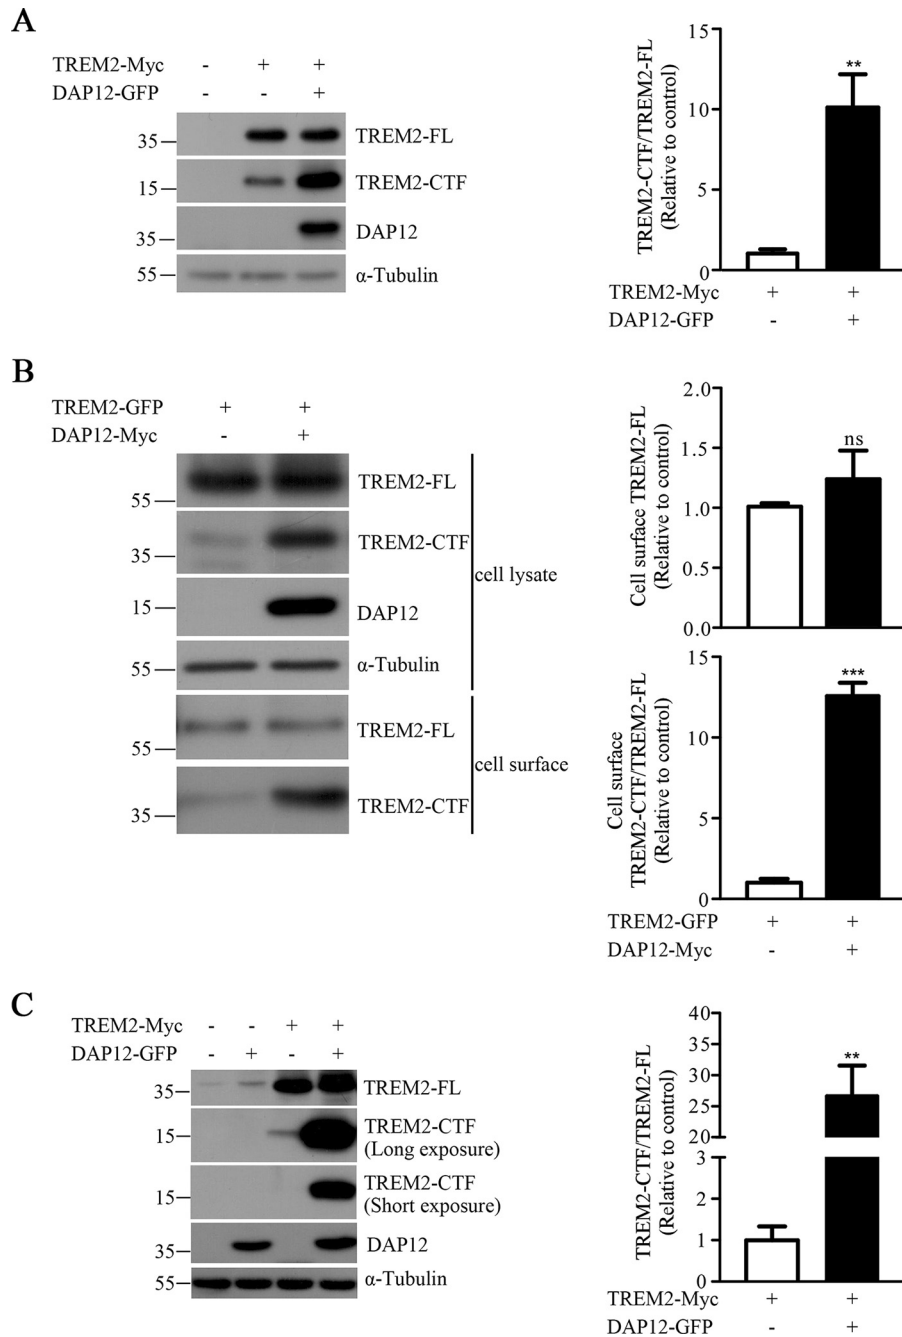 A
TREM2-Myc - + +
DAP12-GFP - - +
35 TREM2-FL
15 TREM2-CTF
35 DAP12
55 α-Tubulin
TREM2-CTF/TREM2-FL
(Relative to control)
15
10
5
0
**
TREM2-Myc + +
DAP12-GFP - +
B
TREM2-GFP + +
DAP12-Myc - +
55 TREM2-FL
35 TREM2-CTF
15 DAP12
55 α-Tubulin
cell lysate
55 TREM2-FL
35 TREM2-CTF
cell surface
Cell surface TREM2-FL
(Relative to control)
2.0
1.5
1.0
0.5
0.0
ns
Cell surface
TREM2-CTF/TREM2-FL
(Relative to control)
15
10
5
0
***
TREM2-GFP + +
DAP12-Myc - +
C
TREM2-Myc - - + +
DAP12-GFP - + - +
35 TREM2-FL
15 TREM2-CTF
(Long exposure)
15 TREM2-CTF
(Short exposure)
35 DAP12
55 α-Tubulin
TREM2-CTF/TREM2-FL
(Relative to control)
40
35
30
25
20
3
2
1
0
**
TREM2-Myc + +
DAP12-GFP - +